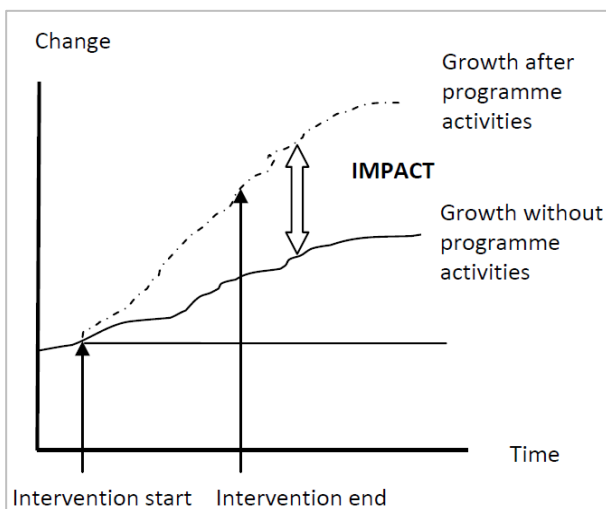 Change
Growth after
programme
activities
IMPACT
Growth without
programme
activities
Time
Intervention start
Intervention end